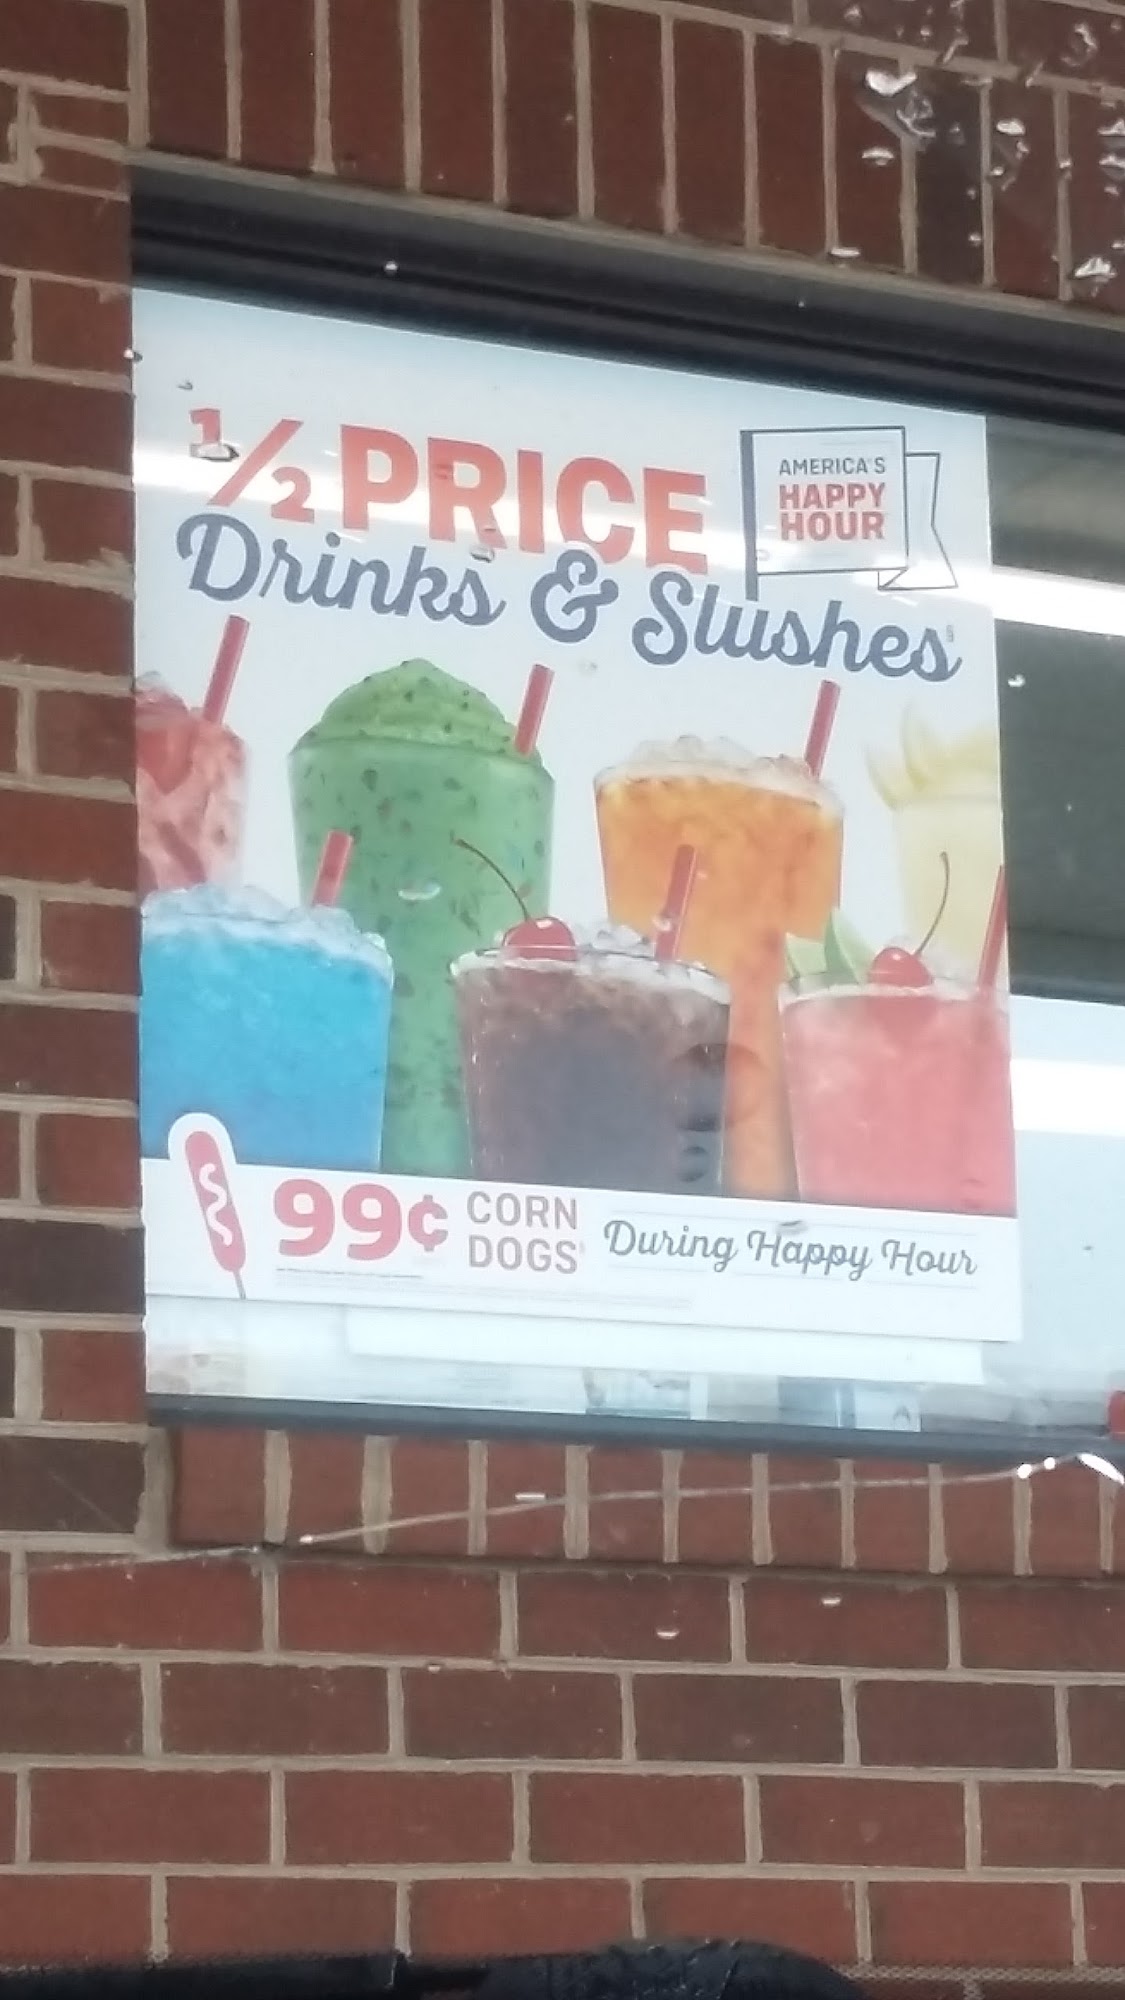 ½ PRICE
Drinks & Slushes
AMERICA'S
HAPPY
HOUR
99¢ CORN DOGS During Happy Hour